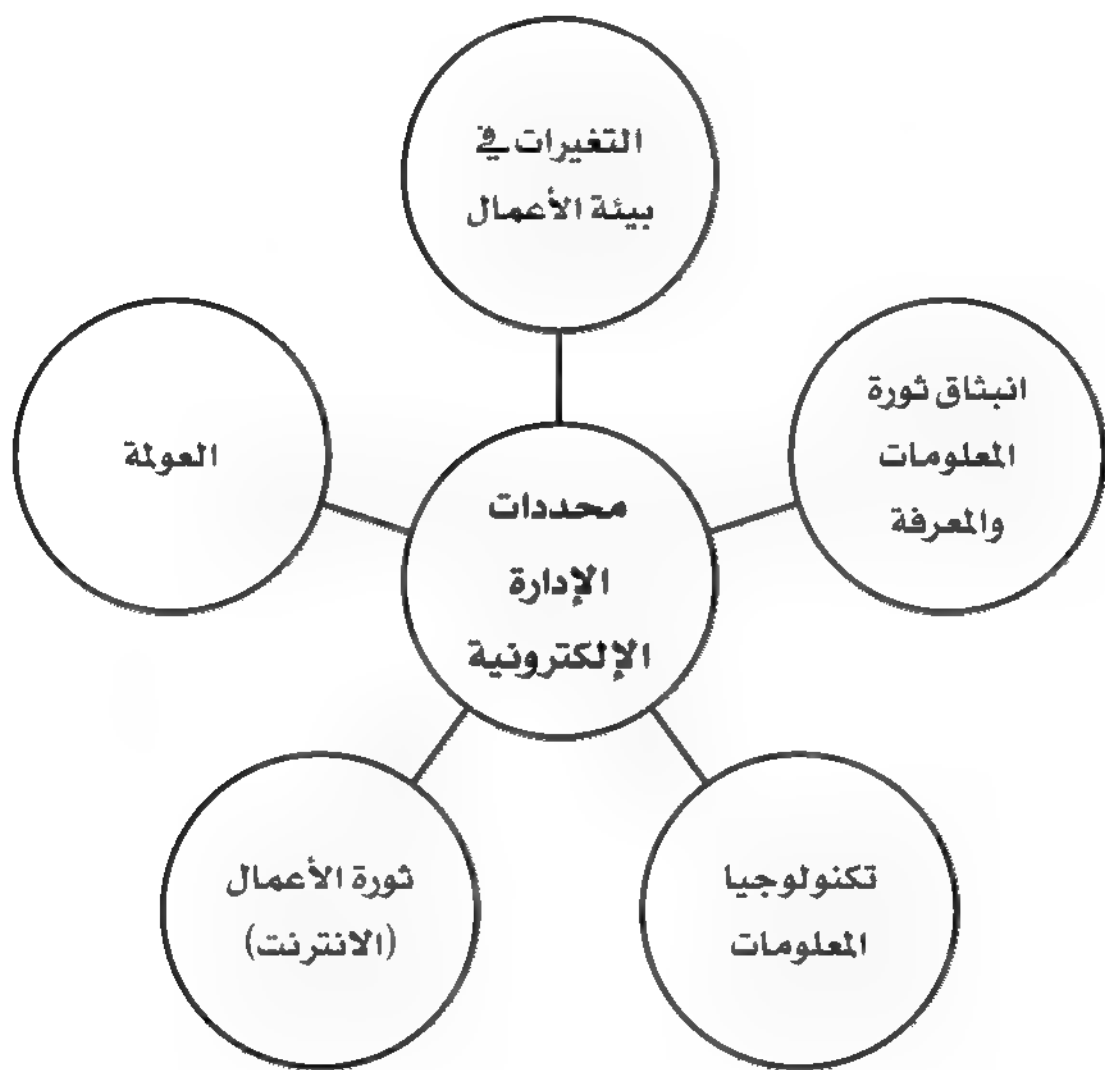 التغيرات في
بيئة الأعمال
انبثاق ثورة
المعلومات
والمعرفة
العولمة
محددات
الإدارة
الإلكترونية
تكنولوجيا
المعلومات
ثورة الأعمال
(الانترنت)